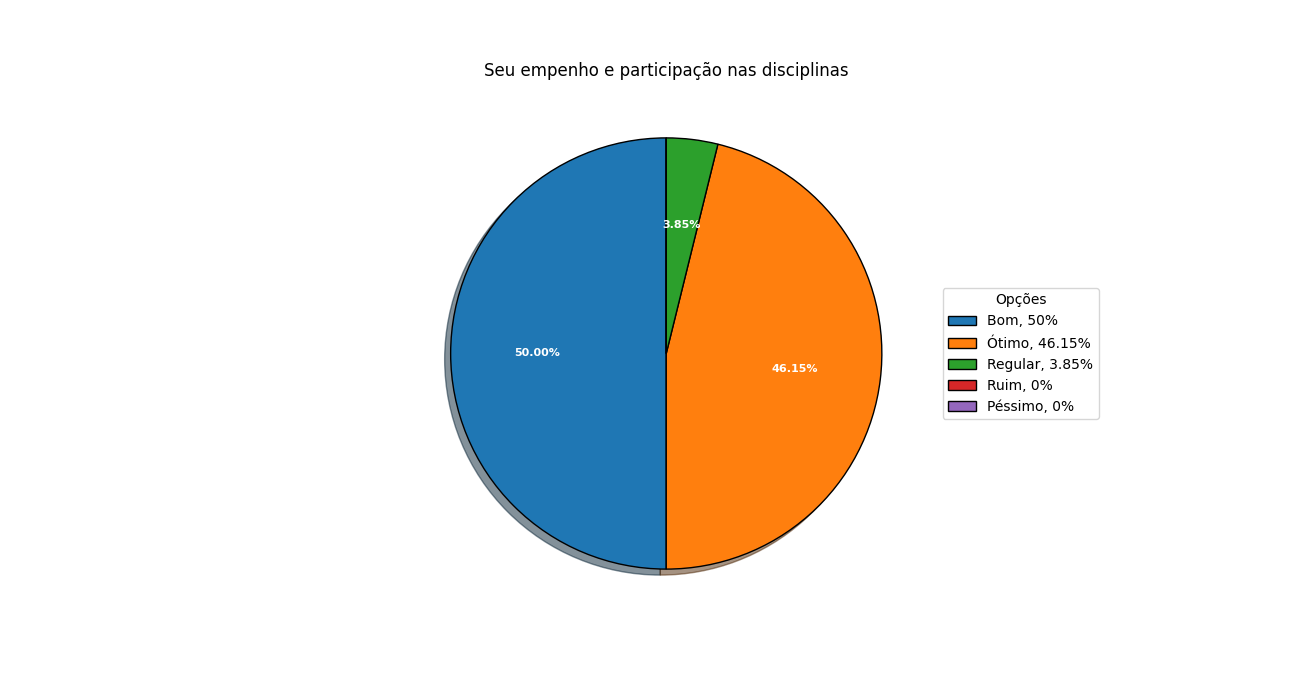 Seu empenho e participação nas disciplinas
3.85%
50.00%
46.15%
Opções
Bom, 50%
Ótimo, 46.15%
Regular, 3.85%
Ruim, 0%
Péssimo, 0%